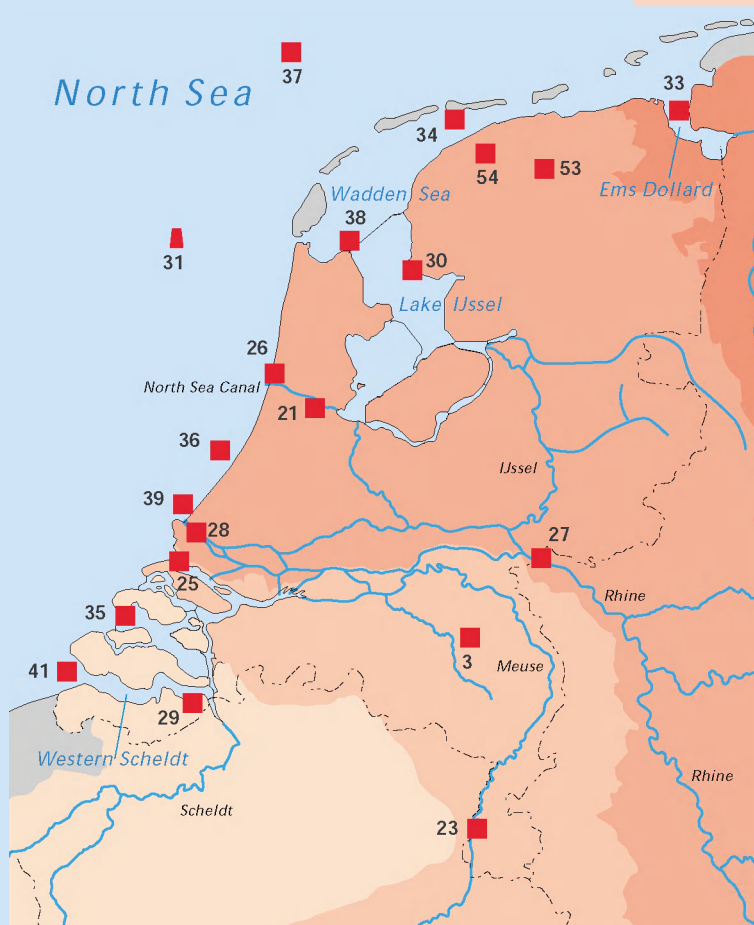 37
North Sea
33
34
54
53
Ems Dollard
Wadden Sea
38
31
30
Lake IJssel
26
North Sea Canal
21
36
IJssel
39
28
27
25
Rhine
35
3
Meuse
41
29
Western Scheldt
Rhine
Scheldt
23